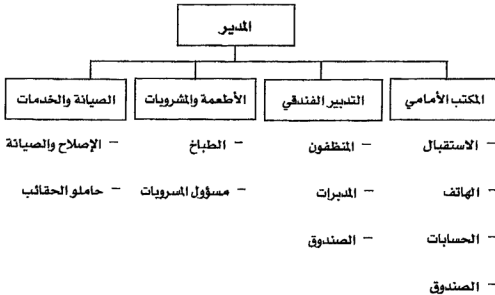 المدير
المكتب الأمامي
– الاستقبال
– الهاتف
– الحسابات
– الصندوق
التدبير الفندقي
– المنظفون
– المدبرات
– الصندوق
الأطعمة والمشروبات
– الطباخ
– مسؤول المسروبات
الصيانة والخدمات
– الإصلاح والصيانة
– حاملو الحقائب